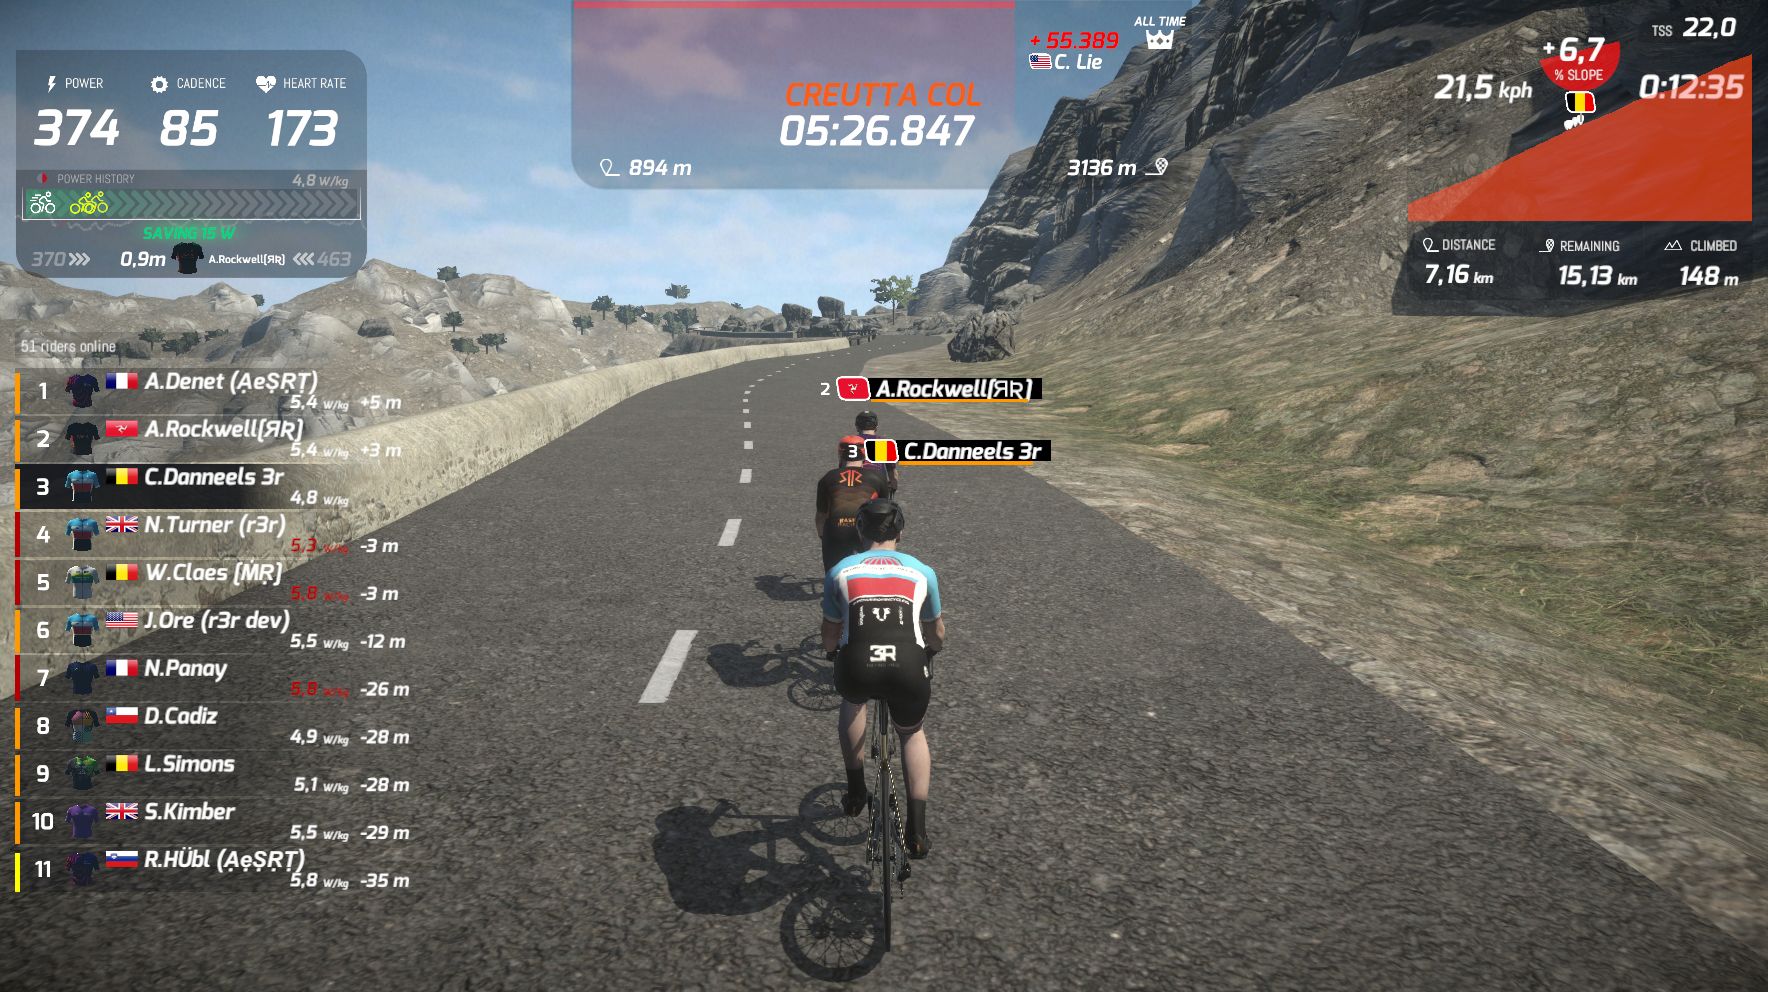 POWER CADENCE HEART RATE
374 85 173
POWER HISTORY 4,8 W/kg
SAVING 15 W
370 0,9m A.Rockwell[ЯR] 463
CREUTTA COL
05:26.847
894 m 3136 m
ALL TIME
+ 55.389
C. Lie
TSS 22,0
+6,7
% SLOPE
21,5 kph 0:12:35
DISTANCE REMAINING CLIMBED
7,16 km 15,13 km 148 m
51 riders online
1 A.Denet (ẠeṢṚṬ)
5,4 W/kg +5 m
2 A.Rockwell[ЯR]
5,4 W/kg +3 m
3 C.Danneels 3r
4,8 W/kg
4 N.Turner (r3r)
5,3 W/kg -3 m
5 W.Claes [ṀṚ]
5,8 W/kg -3 m
6 J.Ore (r3r dev)
5,5 W/kg -12 m
7 N.Panay
5,8 W/kg -26 m
8 D.Cadiz
4,9 W/kg -28 m
9 L.Simons
5,1 W/kg -28 m
10 S.Kimber
5,5 W/kg -29 m
11 R.HÜbl (ẠẹṢṚṬ)
5,8 W/kg -35 m
2 A.Rockwell[ЯR]
3 C.Danneels 3r
3R